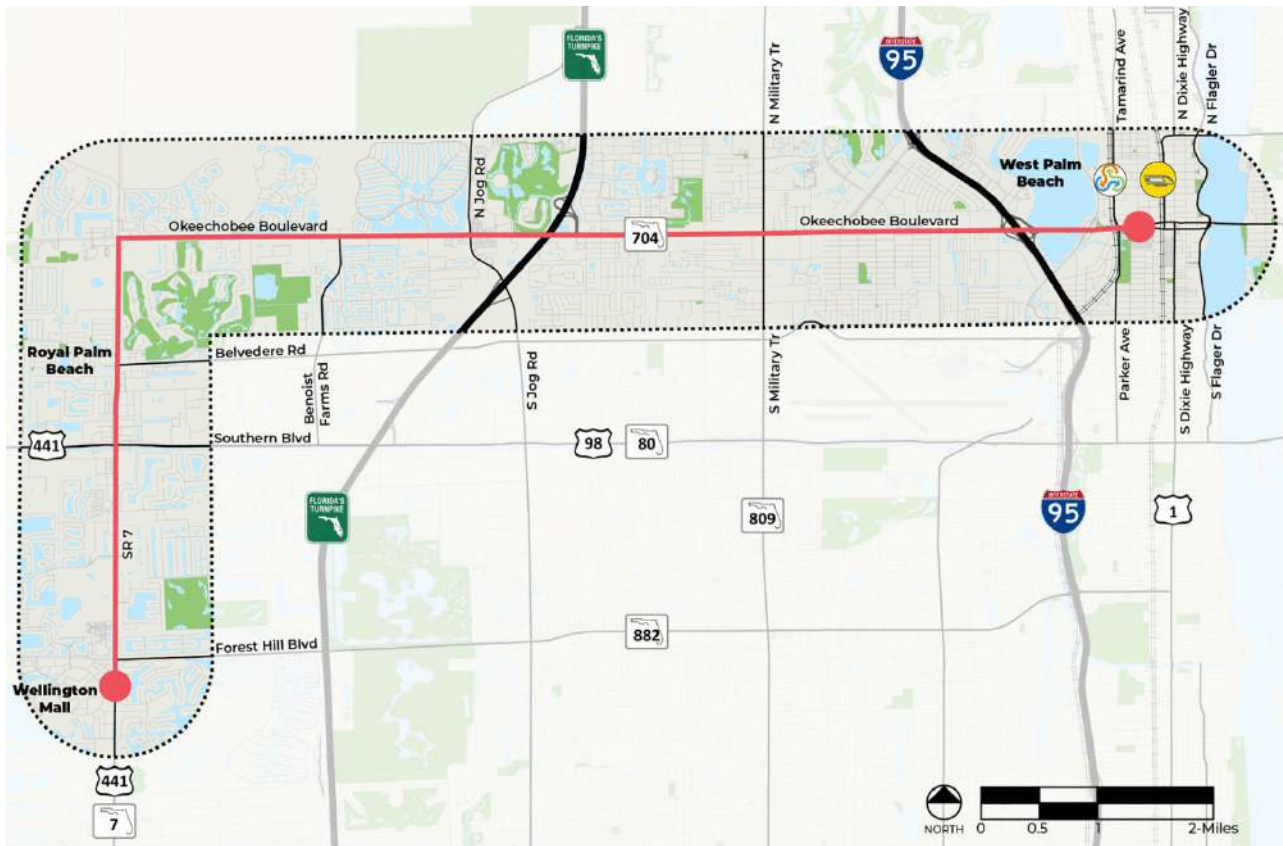 FLORIDA'S
TURNPIKE
INTERSTATE
95
N Military Tr
Tamarind Ave
N Dixie Highway
N Flagler Dr
N Jog Rd
West Palm
Beach
Okeechobee Boulevard
704
Okeechobee Boulevard
Royal Palm
Beach
Belvedere Rd
Benoist
Farms Rd
S Jog Rd
S Military Tr
Parker Ave
S Dixie Highway
S Flager Dr
441
Southern Blvd
98
80
FLORIDA'S
TURNPIKE
809
INTERSTATE
95
1
SR 7
882
Forest Hill Blvd
Wellington
Mall
441
7
NORTH
0 0.5 1 2-Miles